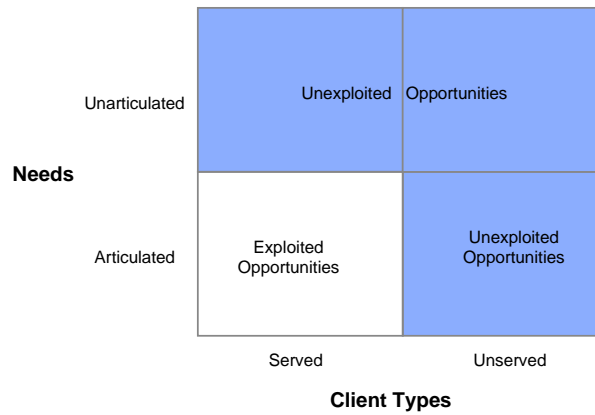 Unarticulated
Unexploited Opportunities
Needs
Articulated
Exploited
Opportunities
Unexploited
Opportunities
Served
Unserved
Client Types